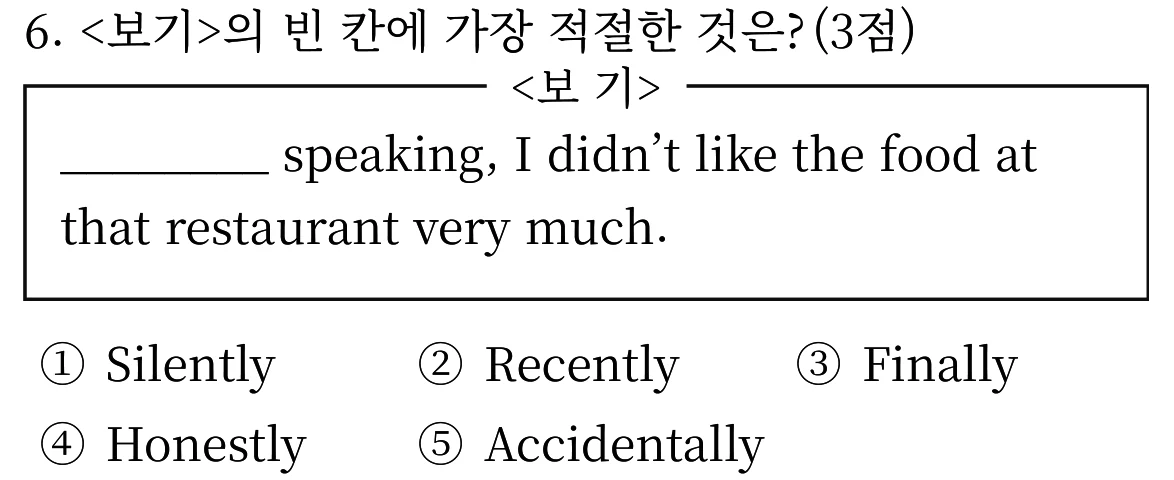 6. <보기>의 빈 칸에 가장 적절한 것은?(3점)
<보 기>
________ speaking, I didn’t like the food at
that restaurant very much.
① Silently ② Recently ③ Finally
④ Honestly ⑤ Accidentally